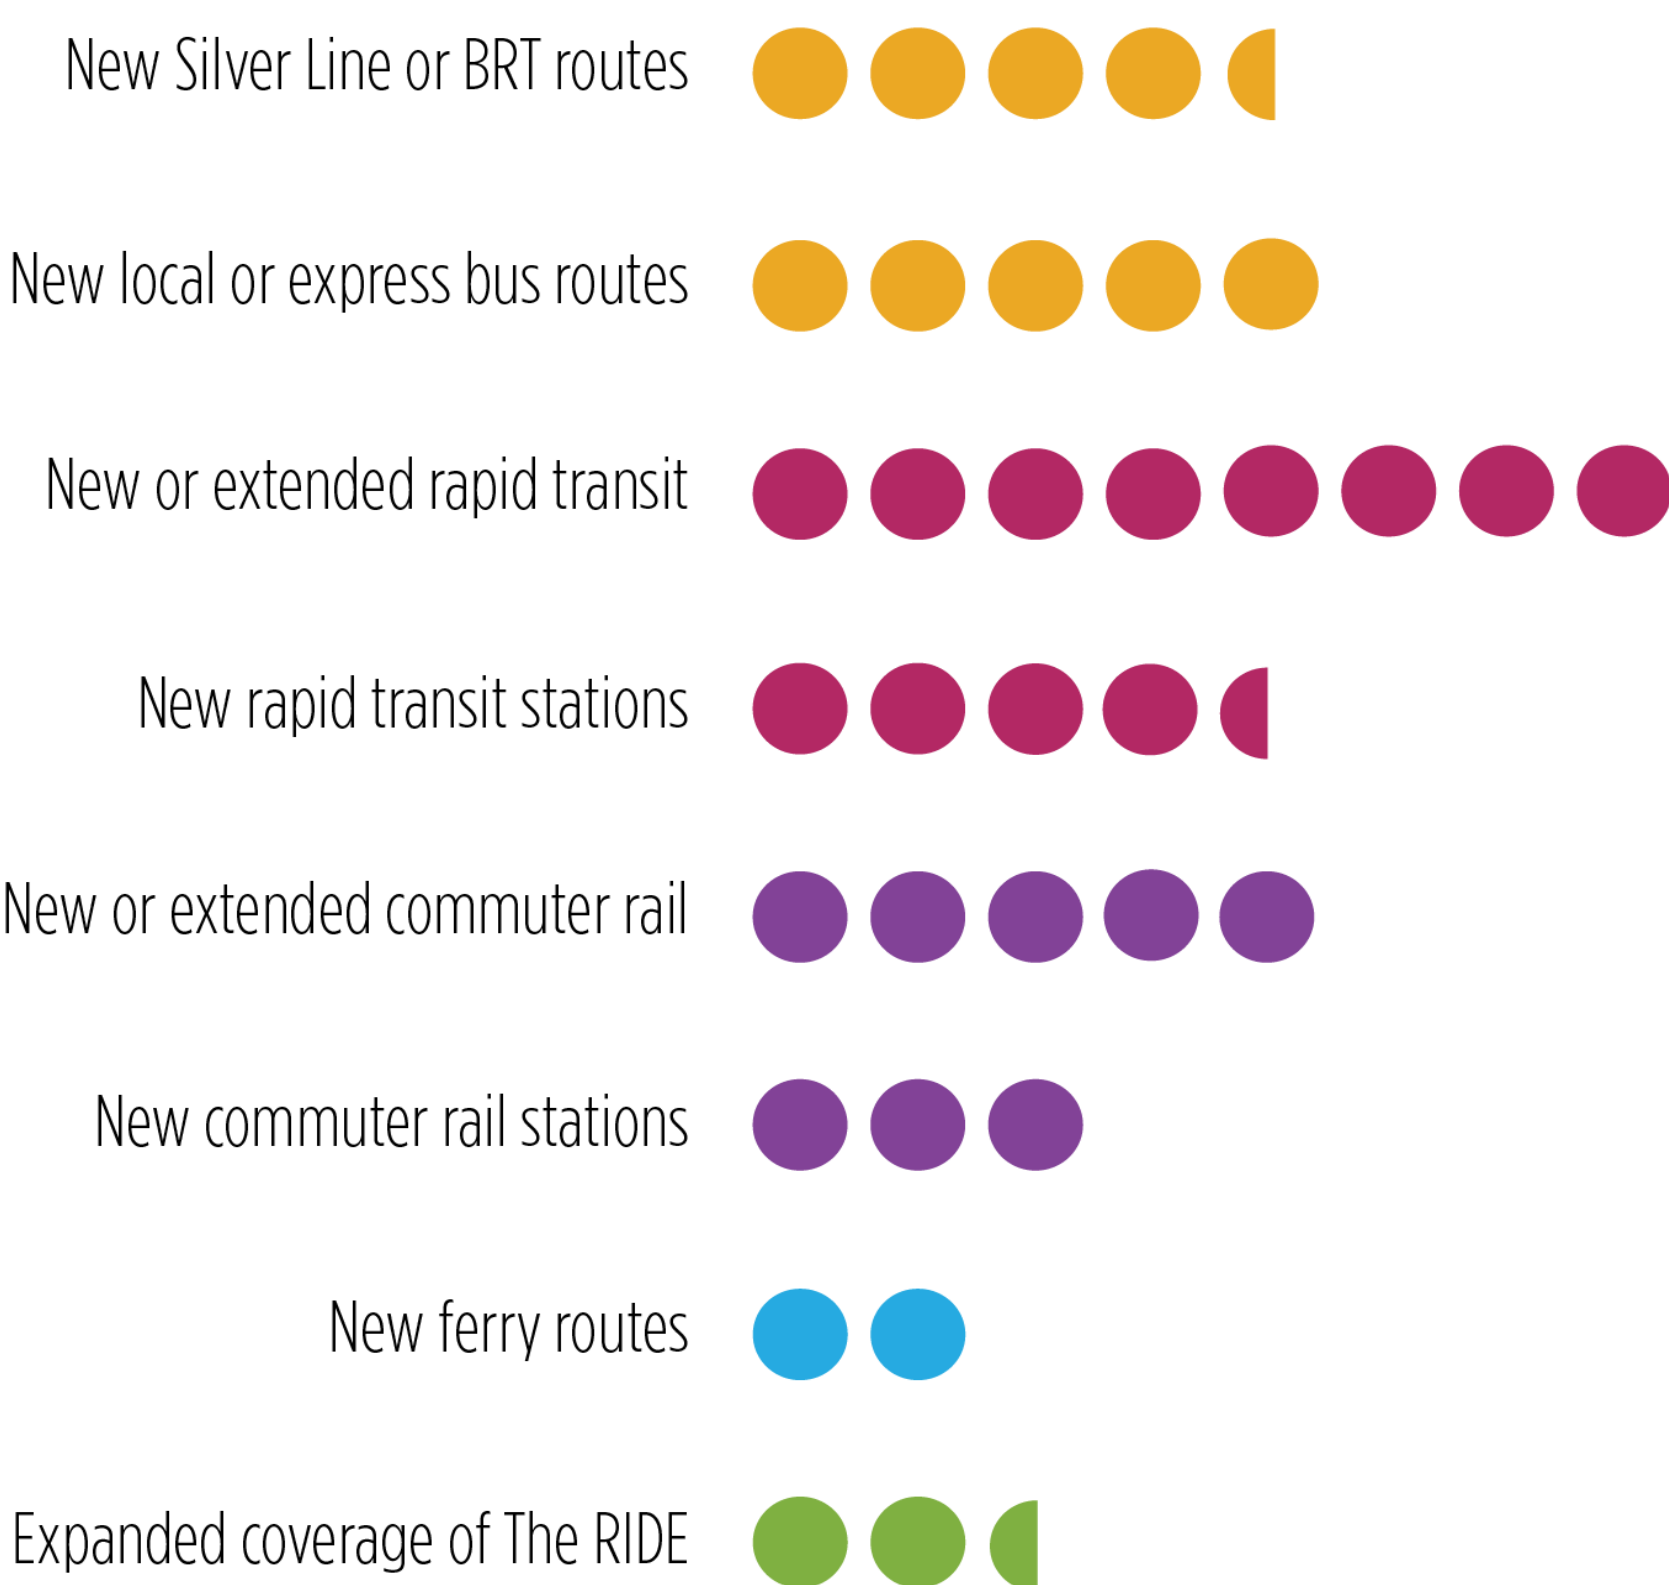 New Silver Line or BRT routes
New local or express bus routes
New or extended rapid transit
New rapid transit stations
New or extended commuter rail
New commuter rail stations
New ferry routes
Expanded coverage of The RIDE